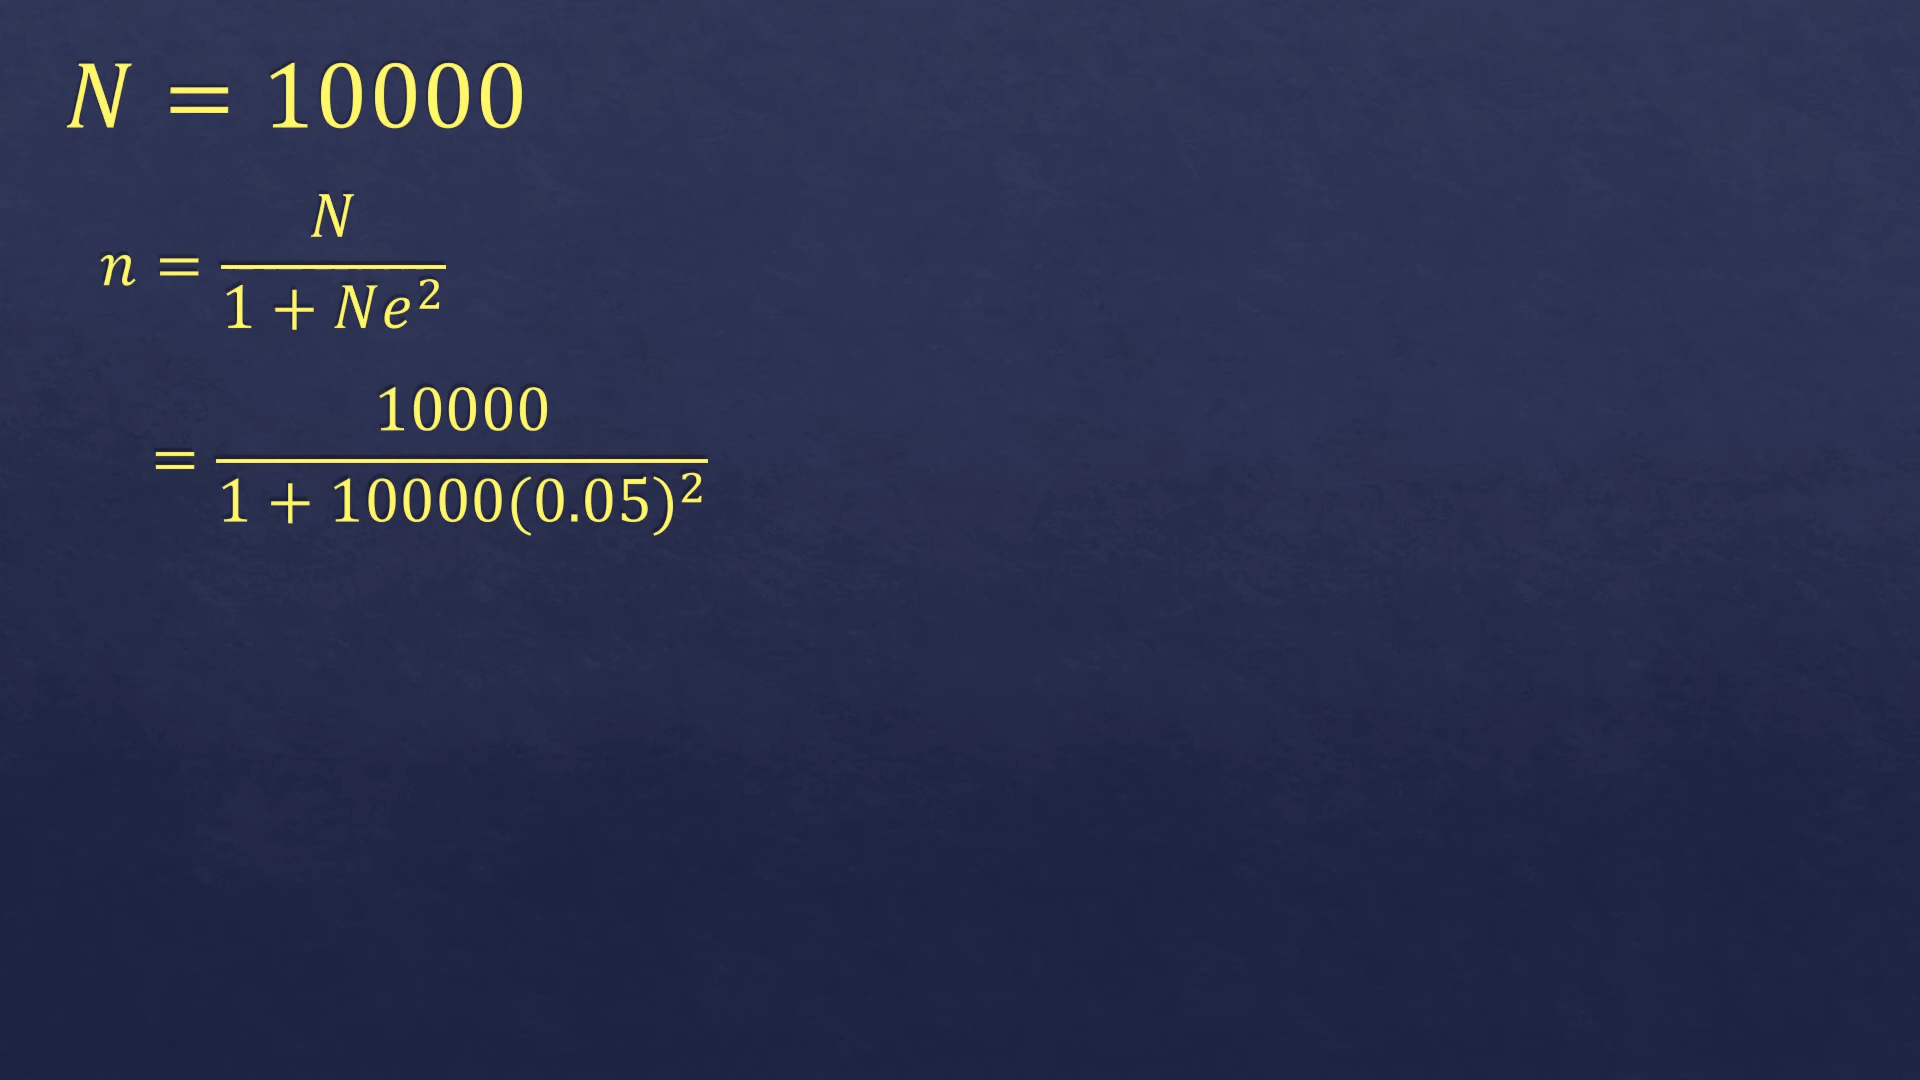 N = 10000
n = N / (1 + Ne²)
= 10000 / (1 + 10000(0.05)²)